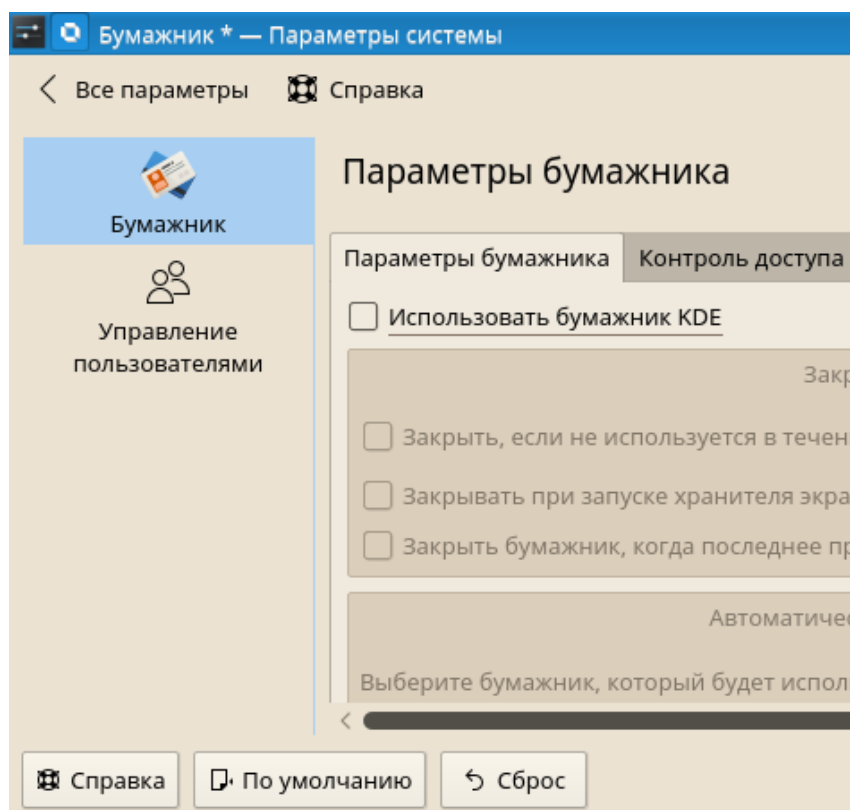 Бумажник * — Параметры системы
Все параметры
Справка
Бумажник
Управление
пользователями
Параметры бумажника
Параметры бумажника
Контроль доступа
Использовать бумажник KDE
Закр
Закрыть, если не используется в течен
Закрывать при запуске хранителя экра
Закрыть бумажник, когда последнее пр
Автоматичес
Выберите бумажник, который будет испол
Справка
По умолчанию
Сброс